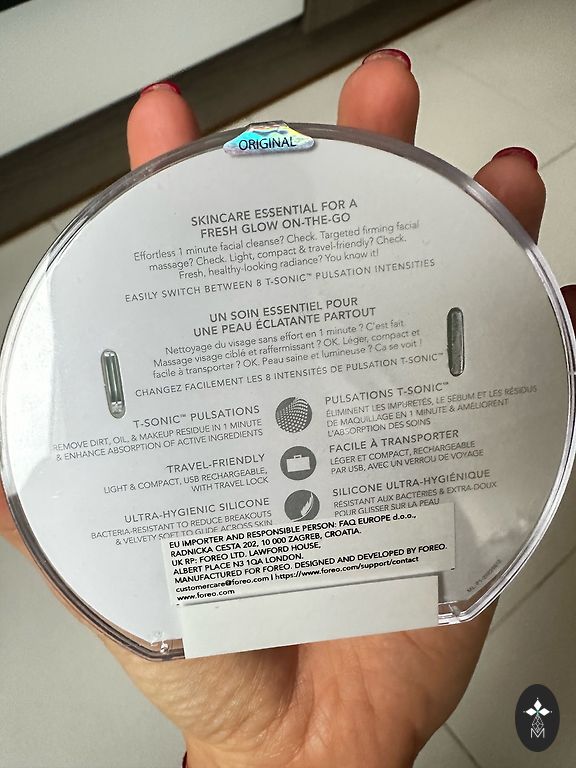 ORIGINAL
SKINCARE ESSENTIAL FOR A
FRESH GLOW ON-THE-GO
Effortless 1 minute facial cleanse? Check. Targeted firming facial
massage? Check. Light, compact & travel-friendly? Check.
Fresh, healthy-looking radiance? You know it!
EASILY SWITCH BETWEEN 8 T-SONIC™ PULSATION INTENSITIES
UN SOIN ESSENTIEL POUR
UNE PEAU ÉCLATANTE PARTOUT
Nettoyage du visage sans effort en 1 minute ? C'est fait.
Massage visage ciblé et raffermissant ? OK. Léger, compact et
facile à transporter ? OK. Peau saine et lumineuse ? Ca se voit !
CHANGEZ FACILEMENT LES 8 INTENSITÉS DE PULSATION T-SONIC™
T-SONIC™ PULSATIONS
REMOVE DIRT, OIL, & MAKEUP RESIDUE IN 1 MINUTE
& ENHANCE ABSORPTION OF ACTIVE INGREDIENTS
PULSATIONS T-SONIC™
ÉLIMINENT LES IMPURETÉS, LE SÉBUM ET LES RÉSIDUS
DE MAQUILLAGE EN 1 MINUTE & AMÉLIORENT
L'ABSORPTION DES SOINS
TRAVEL-FRIENDLY
LIGHT & COMPACT, USB RECHARGEABLE,
WITH TRAVEL LOCK
FACILE À TRANSPORTER
LÉGER ET COMPACT, RECHARGEABLE
PAR USB, AVEC UN VERROU DE VOYAGE
ULTRA-HYGIENIC SILICONE
BACTERIA-RESISTANT TO REDUCE BREAKOUTS
& VELVETY SOFT TO GLIDE ACROSS SKIN
SILICONE ULTRA-HYGIÉNIQUE
RÉSISTANT AUX BACTÉRIES & EXTRA-DOUX
POUR GLISSER SUR LA PEAU
EU IMPORTER AND RESPONSIBLE PERSON: FAQ EUROPE d.o.o.,
RADNICKA CESTA 202, 10 000 ZAGREB, CROATIA.
UK RP: FOREO LTD. LAWFORD HOUSE,
ALBERT PLACE N3 1QA LONDON.
MANUFACTURED FOR FOREO. DESIGNED AND DEVELOPED BY FOREO.
customercare@foreo.com | https://www.foreo.com/support/contact
www.foreo.com